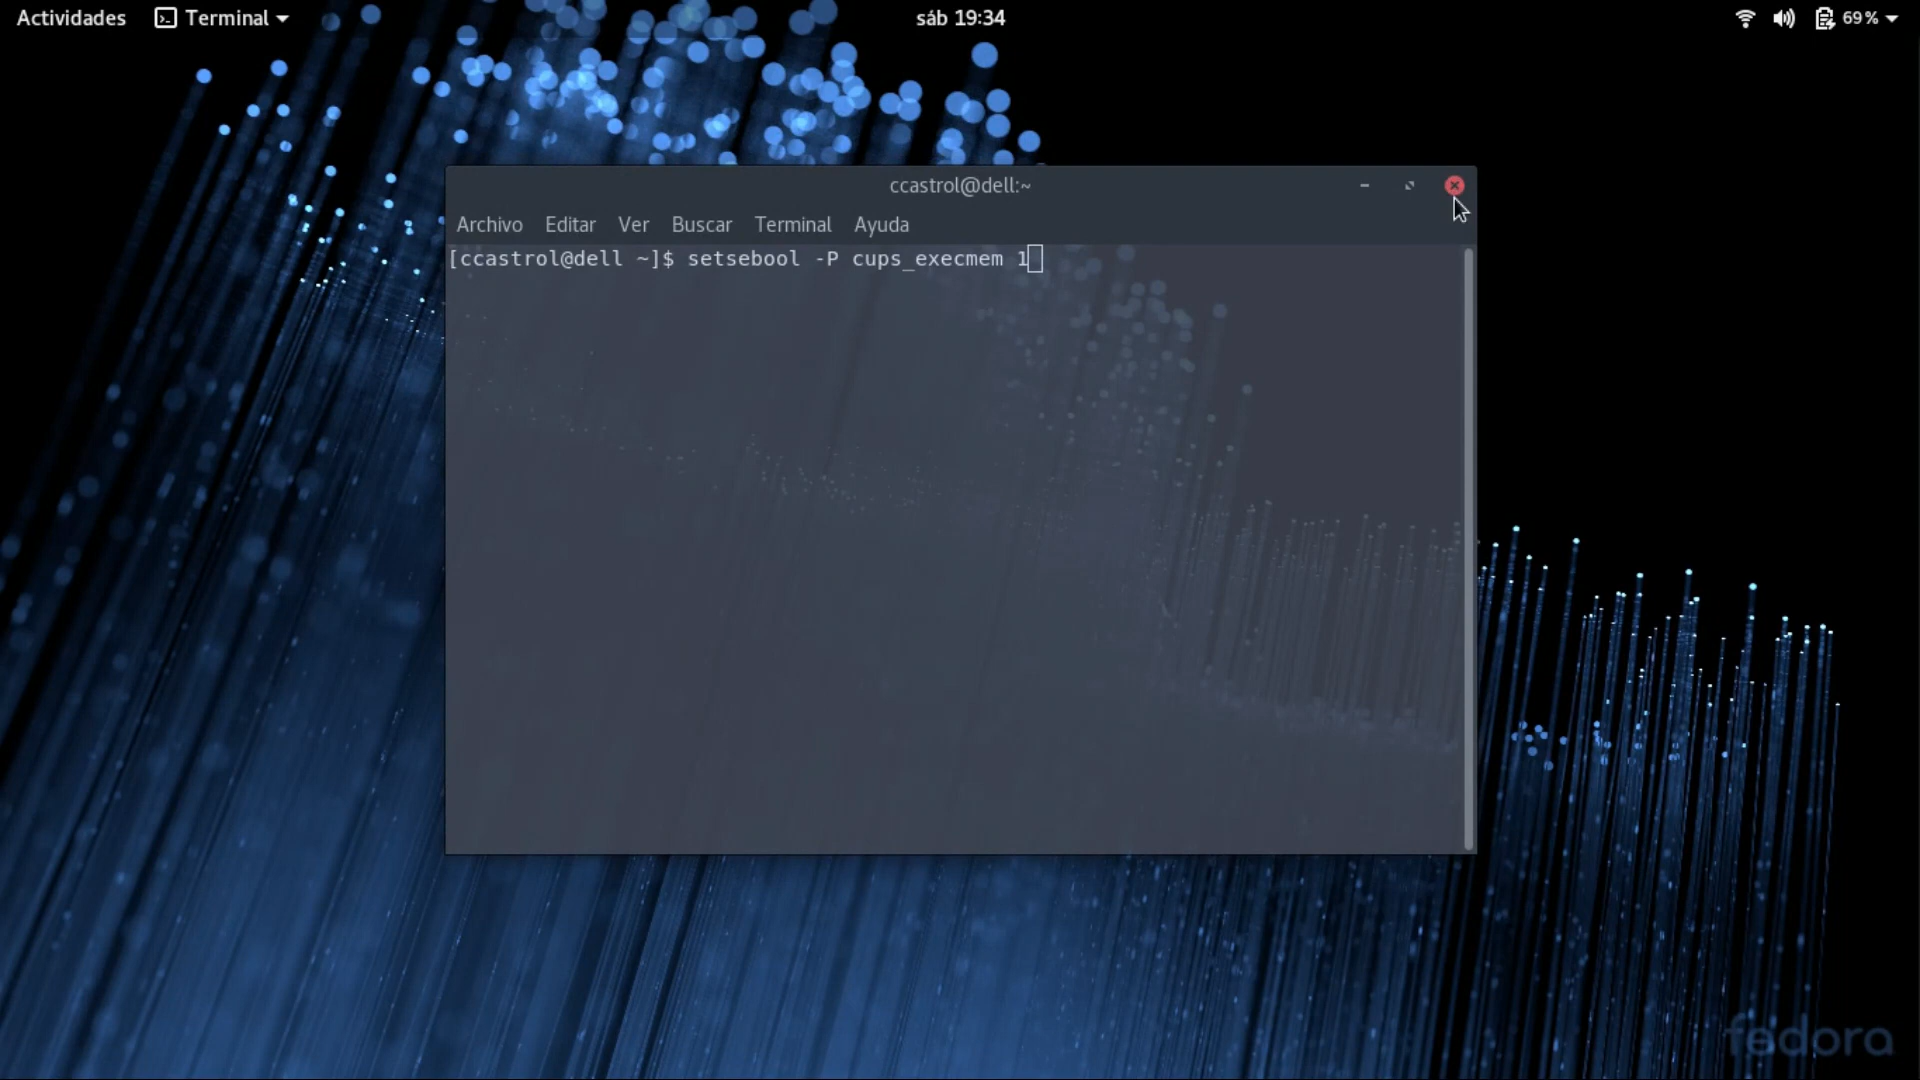 Actividades Terminal sáb 19:34 69 %
ccastrol@dell:~
Archivo Editar Ver Buscar Terminal Ayuda
[ccastrol@dell ~]$ setsebool -P cups_execmem 1
fedora